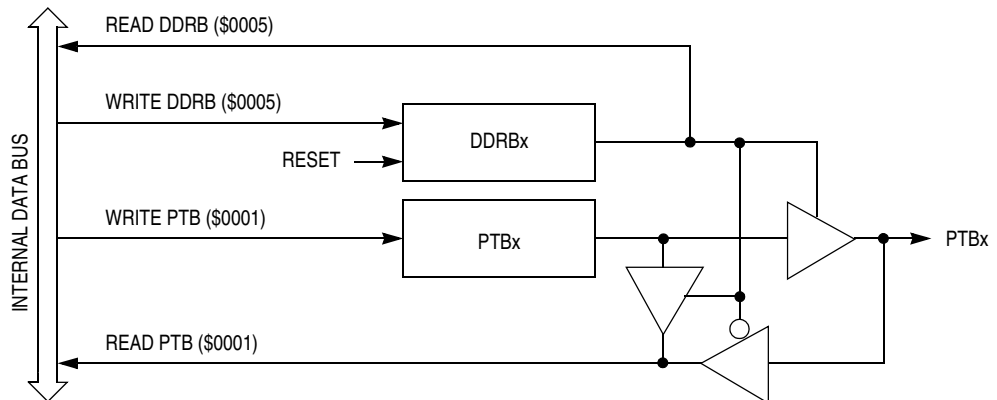 READ DDRB ($0005)
WRITE DDRB ($0005)
DDRBx
RESET
INTERNAL DATA BUS
WRITE PTB ($0001)
PTBx
PTBx
READ PTB ($0001)